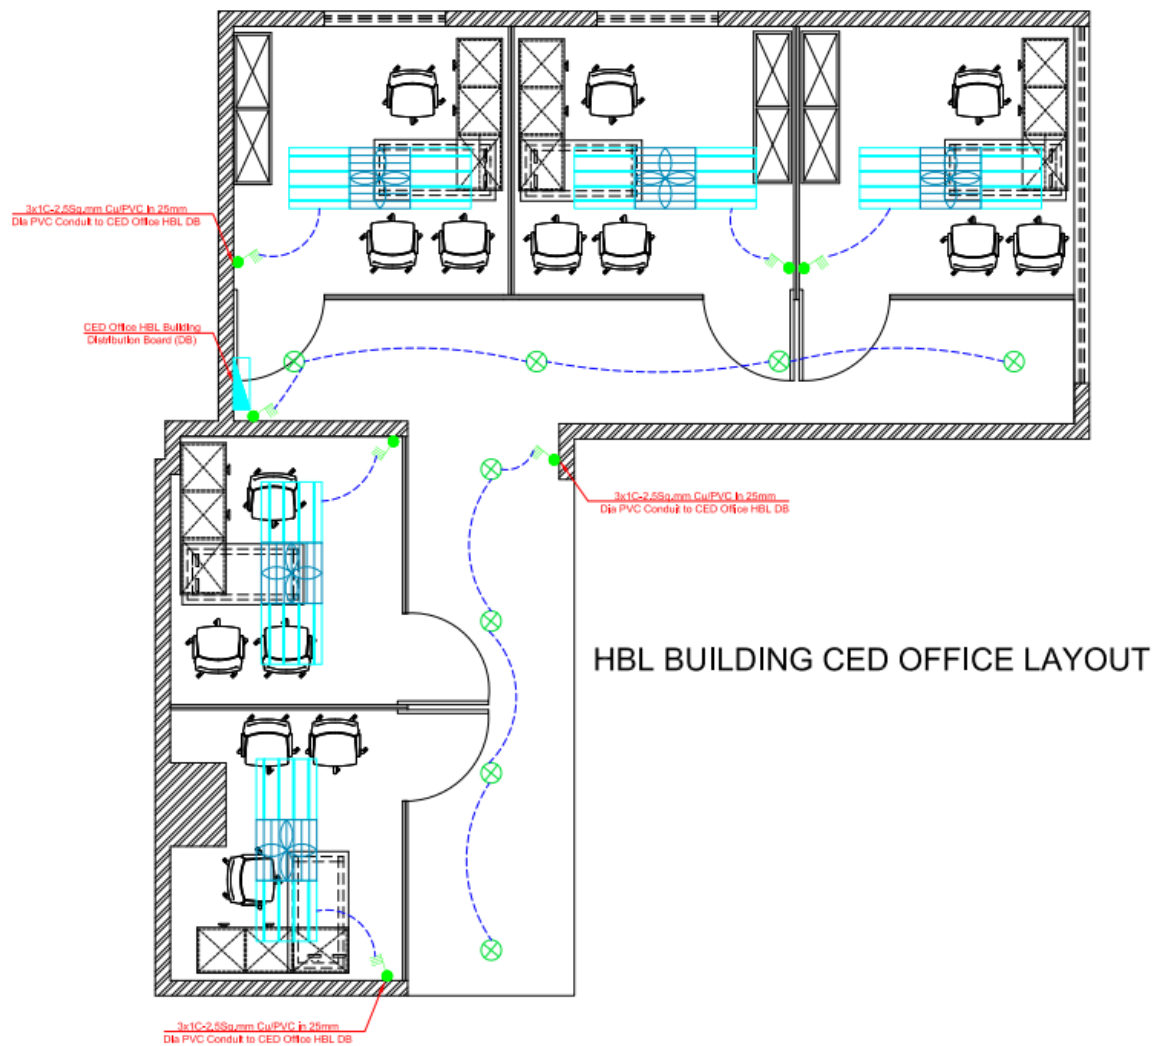 3x1C-2.5Sq.mm Cu/PVC in 25mm
Dia PVC Conduit to CED Office HBL DB
CED Office HBL Building
Distribution Board (DB)
3x1C-2.5Sq.mm Cu/PVC in 25mm
Dia PVC Conduit to CED Office HBL DB
HBL BUILDING CED OFFICE LAYOUT
3x1C-2.5Sq.mm Cu/PVC in 25mm
Dia PVC Conduit to CED Office HBL DB